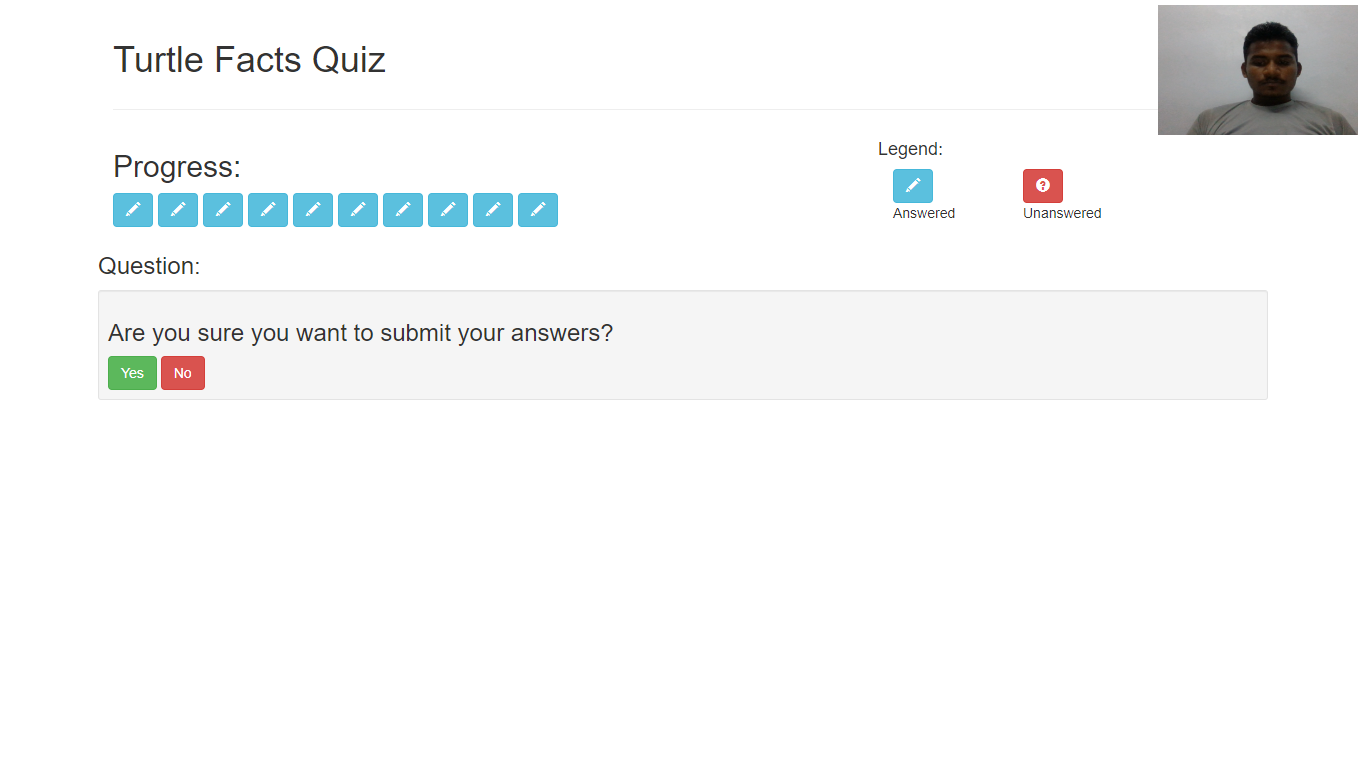 Turtle Facts Quiz
Progress:
Legend:
Answered
Unanswered
Question:
Are you sure you want to submit your answers?
Yes No